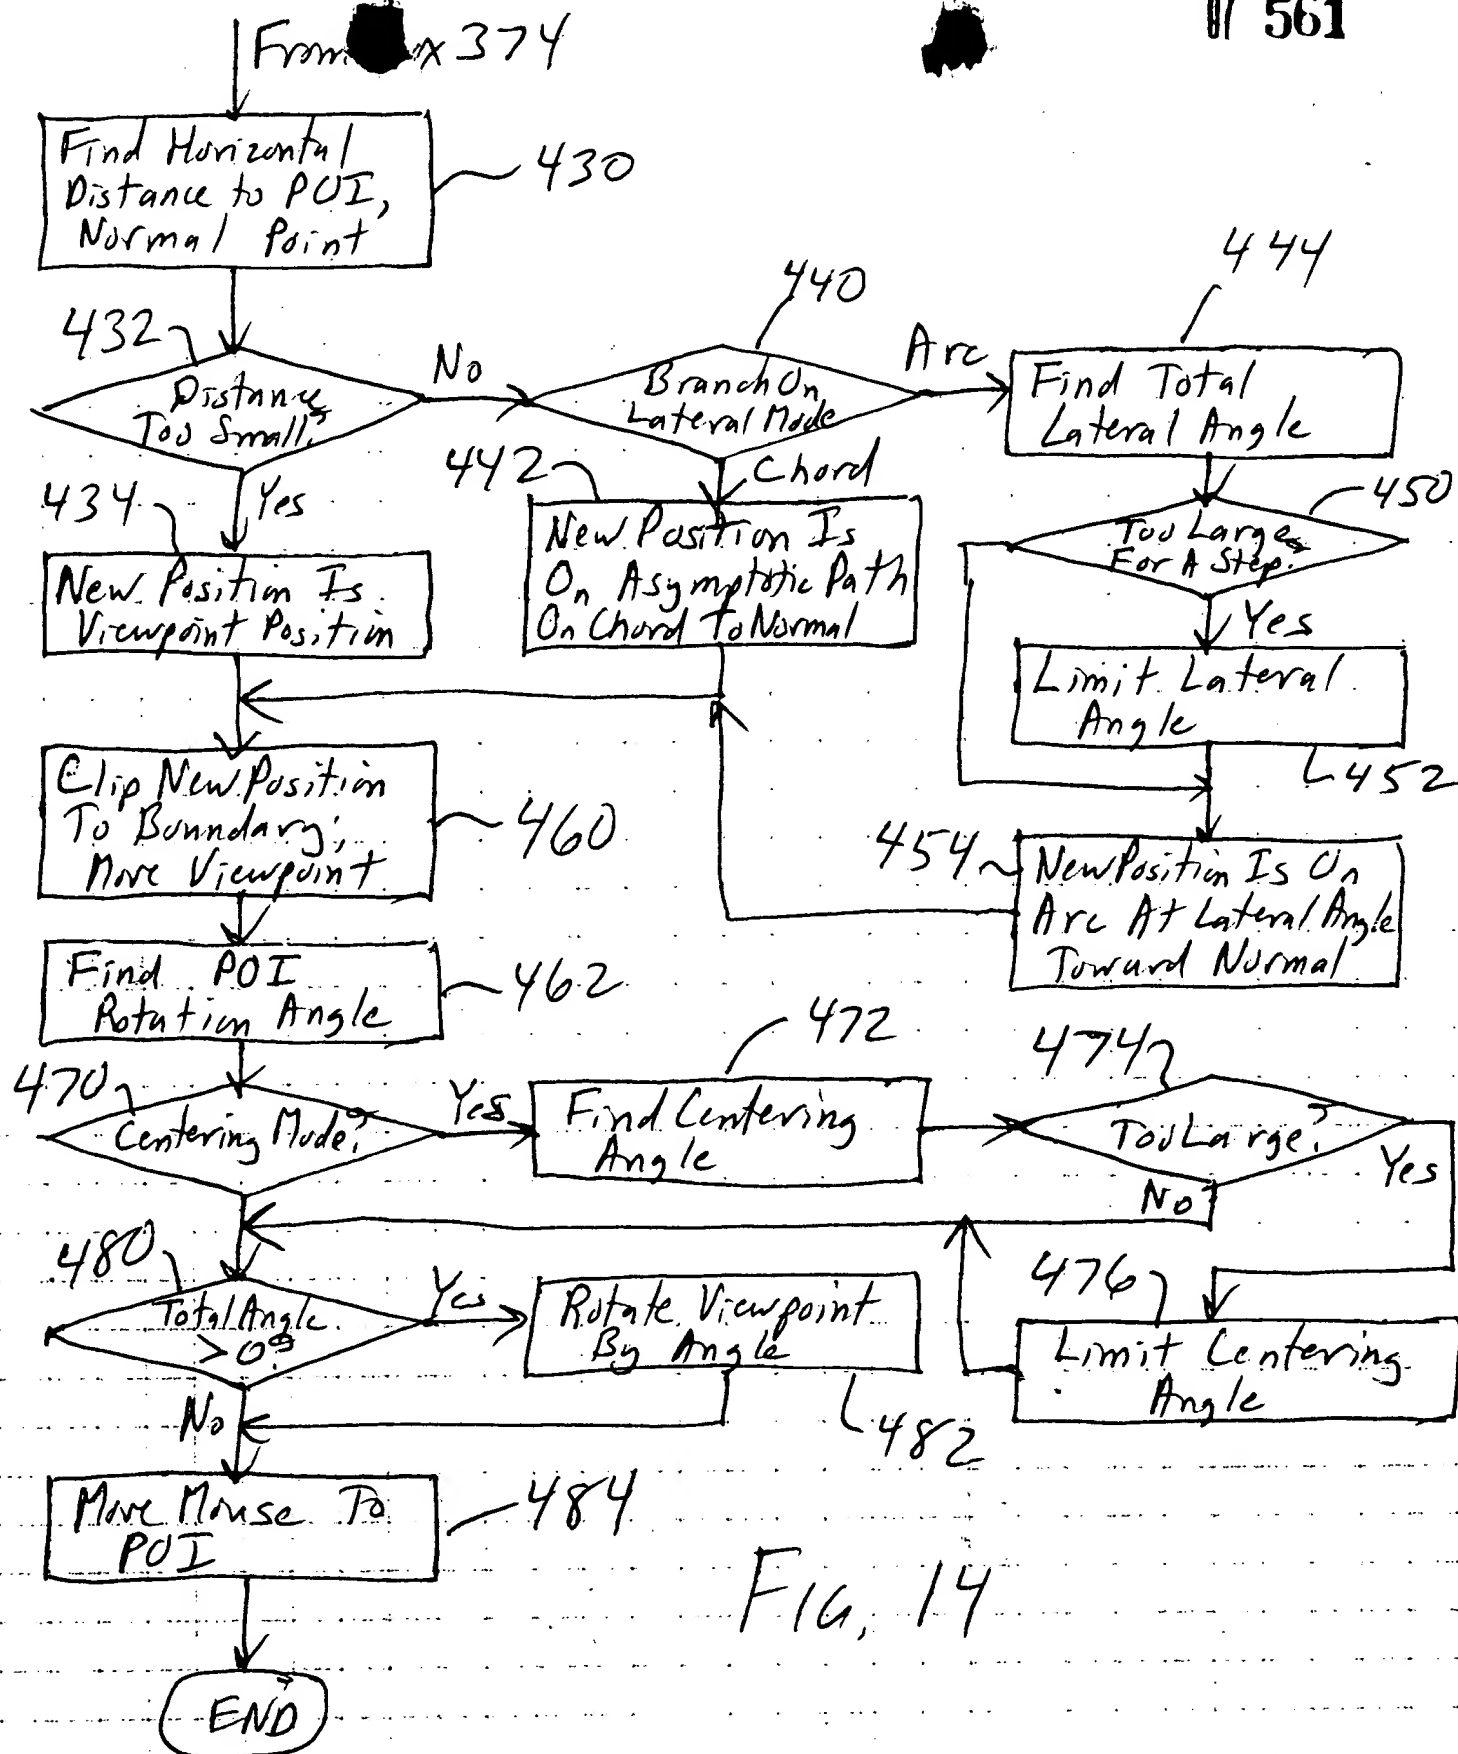 561
From x 374
Find Horizontal
Distance to POI,
Normal Point
430
432
Distance
Too Small?
No
Yes
440
Branch On
Lateral Mode
Arc
Chord
444
Find Total
Lateral Angle
434
New Position Is
Viewpoint Position
442
New Position Is
On Asymptotic Path
On Chord To Normal
450
Too Large
For A Step?
Yes
Limit Lateral
Angle
452
Clip New Position
To Boundary;
Move Viewpoint
460
454
New Position Is On
Arc At Lateral Angle
Toward Normal
Find POI
Rotation Angle
462
470
Centering Mode?
Yes
472
Find Centering
Angle
474
Too Large?
Yes
No
480
Total Angle
>0?
Yes
No
Rotate Viewpoint
By Angle
482
476
Limit Centering
Angle
Move Mouse To
POI
484
END
FIG. 14